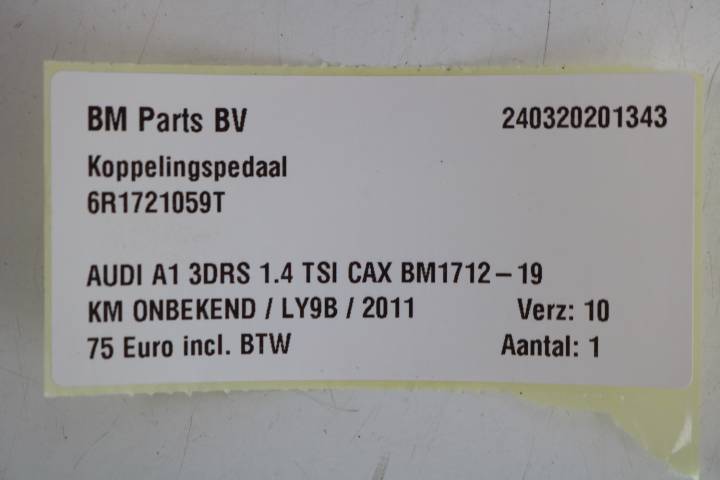 BM Parts BV 240320201343
Koppelingspedaal
6R1721059T
AUDI A1 3DRS 1.4 TSI CAX BM1712 – 19
KM ONBEKEND / LY9B / 2011 Verz: 10
75 Euro incl. BTW Aantal: 1